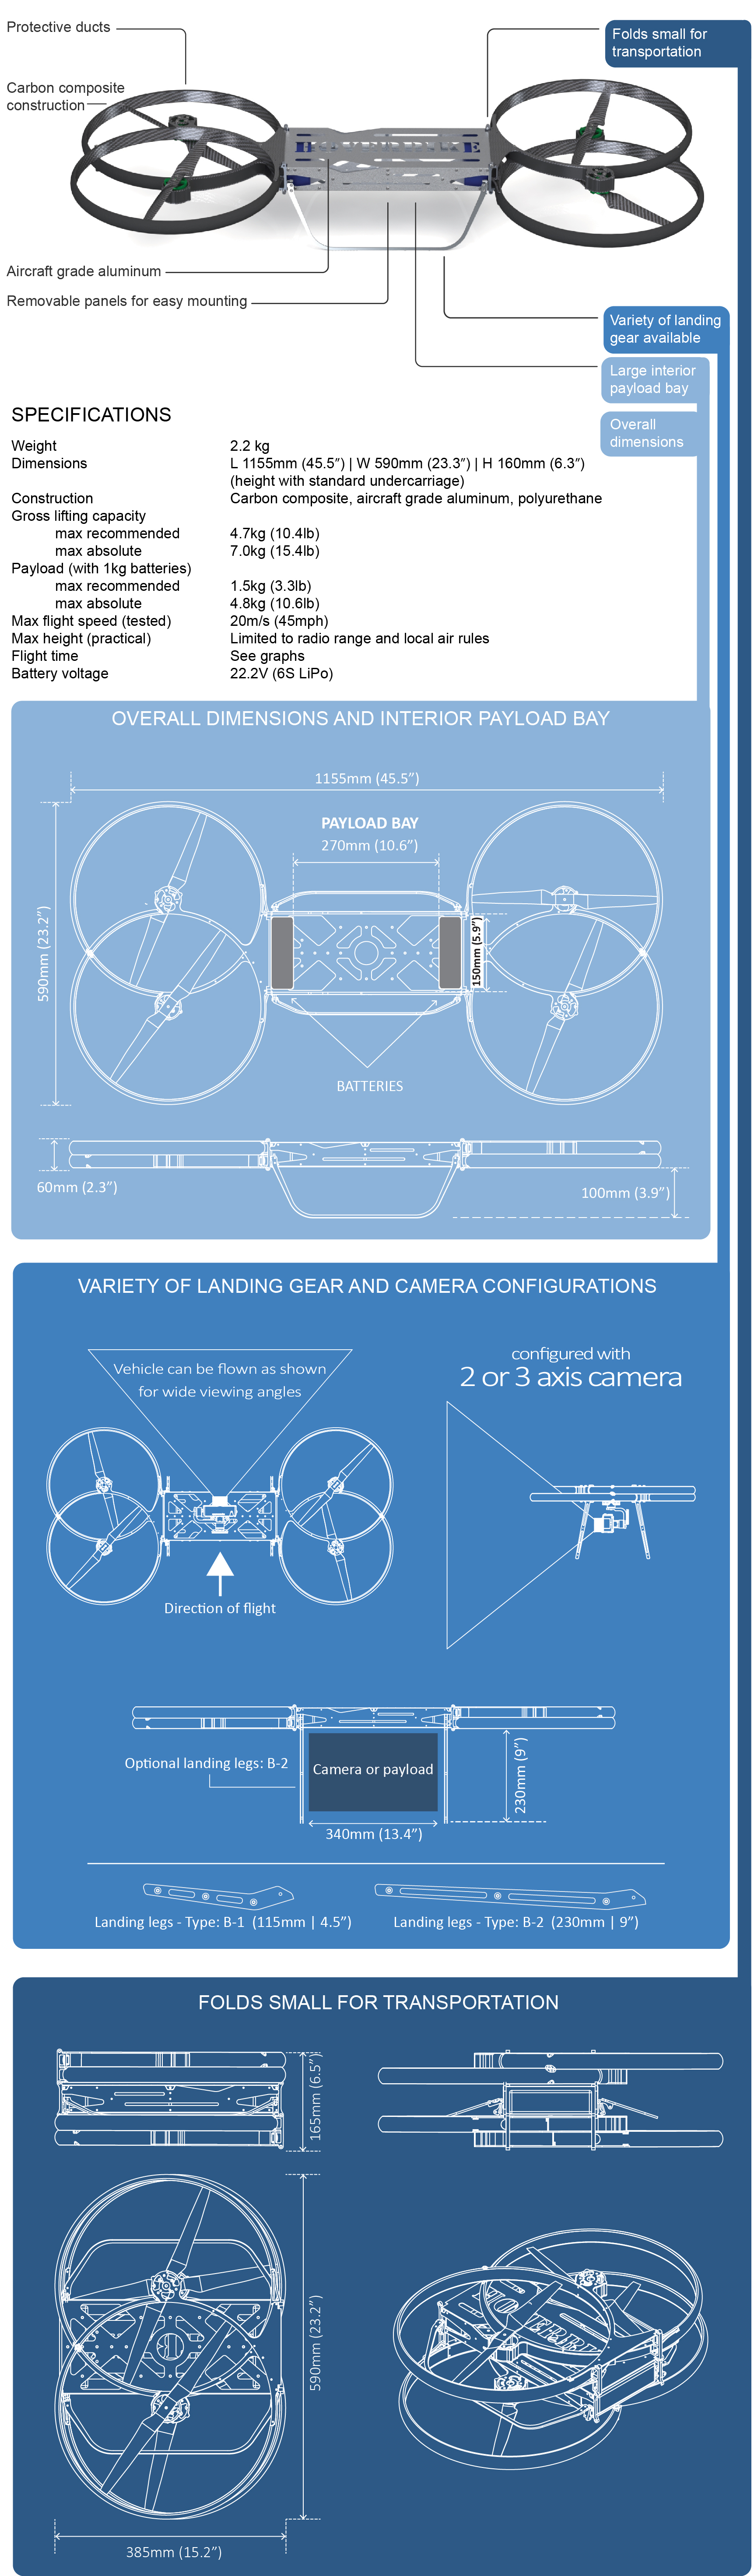 Protective ducts
Folds small for
transportation
Carbon composite
construction
Aircraft grade aluminum
Removable panels for easy mounting
Variety of landing
gear available
Large interior
payload bay
Overall
dimensions
SPECIFICATIONS
Weight 2.2 kg
Dimensions L 1155mm (45.5″) | W 590mm (23.3″) | H 160mm (6.3″)
(height with standard undercarriage)
Construction Carbon composite, aircraft grade aluminum, polyurethane
Gross lifting capacity
max recommended 4.7kg (10.4lb)
max absolute 7.0kg (15.4lb)
Payload (with 1kg batteries)
max recommended 1.5kg (3.3lb)
max absolute 4.8kg (10.6lb)
Max flight speed (tested) 20m/s (45mph)
Max height (practical) Limited to radio range and local air rules
Flight time See graphs
Battery voltage 22.2V (6S LiPo)
OVERALL DIMENSIONS AND INTERIOR PAYLOAD BAY
1155mm (45.5″)
PAYLOAD BAY
270mm (10.6″)
590mm (23.2″)
150mm (5.9″)
BATTERIES
60mm (2.3″)
100mm (3.9″)
VARIETY OF LANDING GEAR AND CAMERA CONFIGURATIONS
Vehicle can be flown as shown
for wide viewing angles
configured with
2 or 3 axis camera
Direction of flight
Optional landing legs: B-2
Camera or payload
230mm (9″)
340mm (13.4″)
Landing legs - Type: B-1 (115mm | 4.5″)
Landing legs - Type: B-2 (230mm | 9″)
FOLDS SMALL FOR TRANSPORTATION
165mm (6.5″)
590mm (23.2″)
385mm (15.2″)